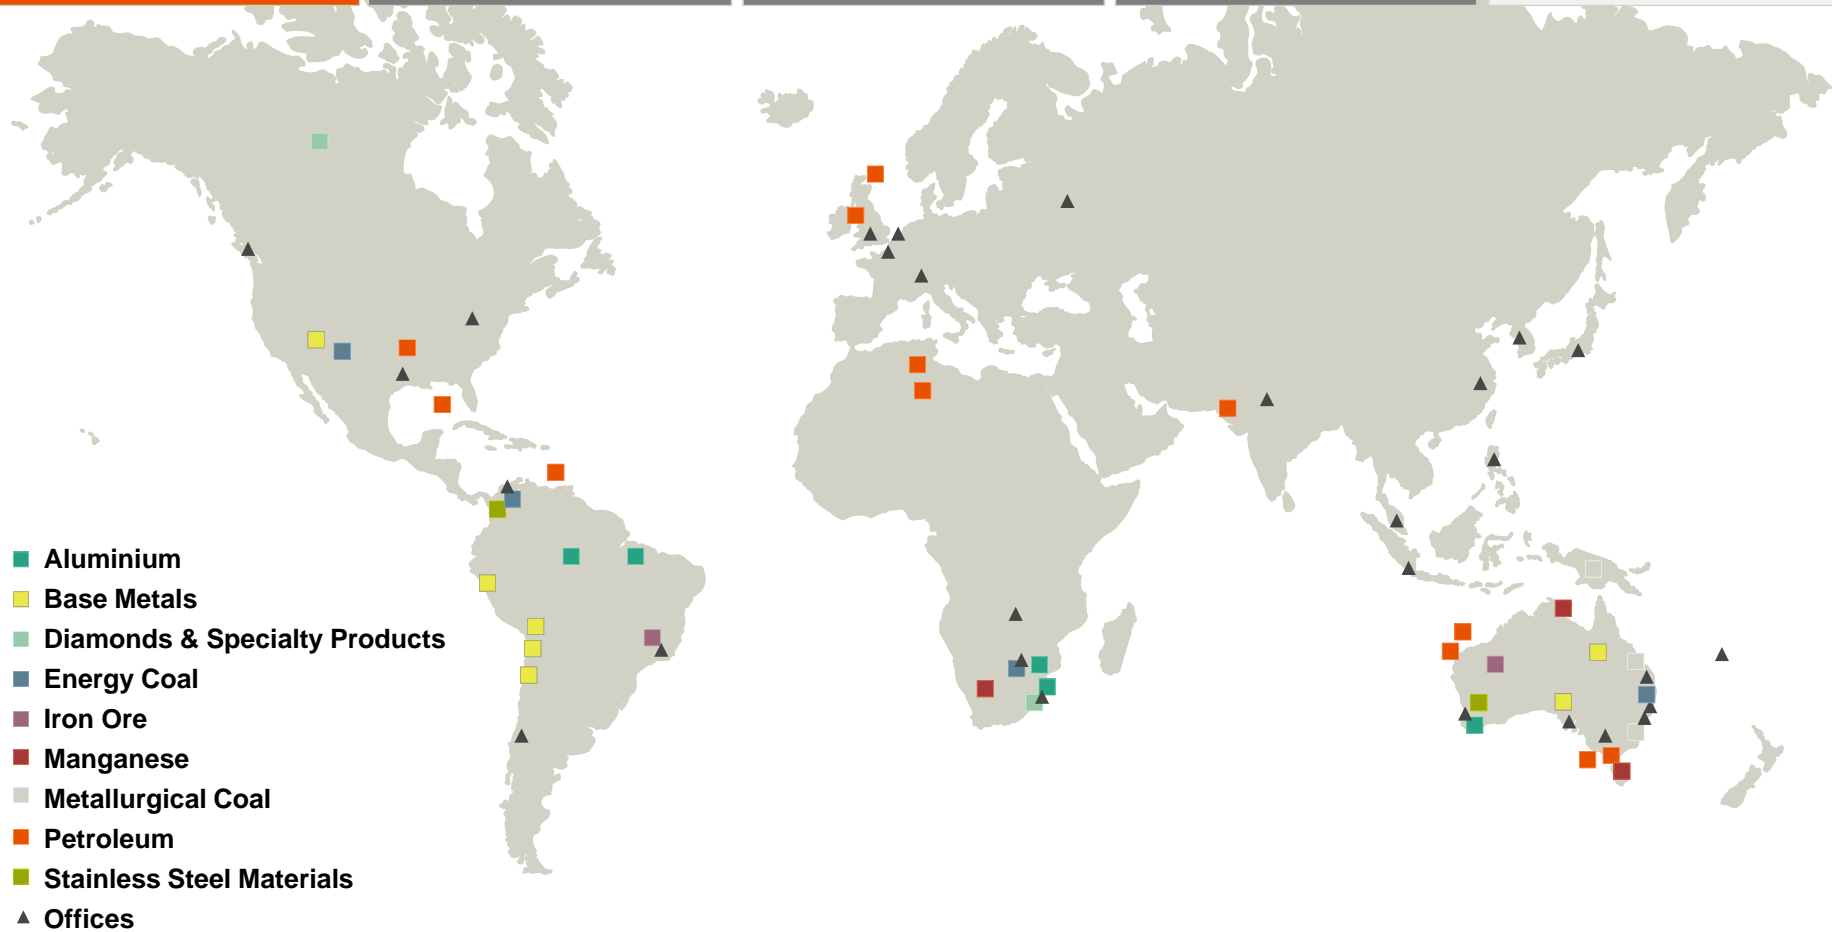 Aluminium
Base Metals
Diamonds & Specialty Products
Energy Coal
Iron Ore
Manganese
Metallurgical Coal
Petroleum
Stainless Steel Materials
Offices